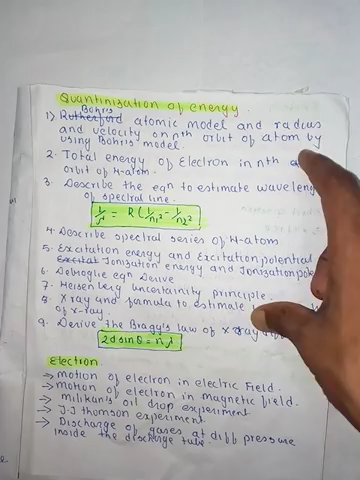 Quantinization of energy.
1) Rutherford Bohr's atomic model and radius
and velocity on nth orbit of atom by
using Bohr's model.
2. Total energy of Electron in nth
orbit of H-atom.
3. Describe the eqn to estimate waveleng
of spectral line.
1/λ = R(1/n1² - 1/n2²
4. Describe spectral series of H-atom
5. Excitation energy and Excitation potential
Excitat Ionization energy and Ionization pote
6. Debroglie eqn Derive
7. Heisenberg uncertainty principle.
8. X ray and formula to estimate
of x-ray.
9. Derive the Bragg's law of x ray
2d sinθ = nλ
Electron
→ motion of electron in electric Field.
→ motion of electron in magnetic field.
→ milikan's oil drop experiment
→ J.J thomson experiment
→ Discharge of gases at diff pressure
inside the discharge tube